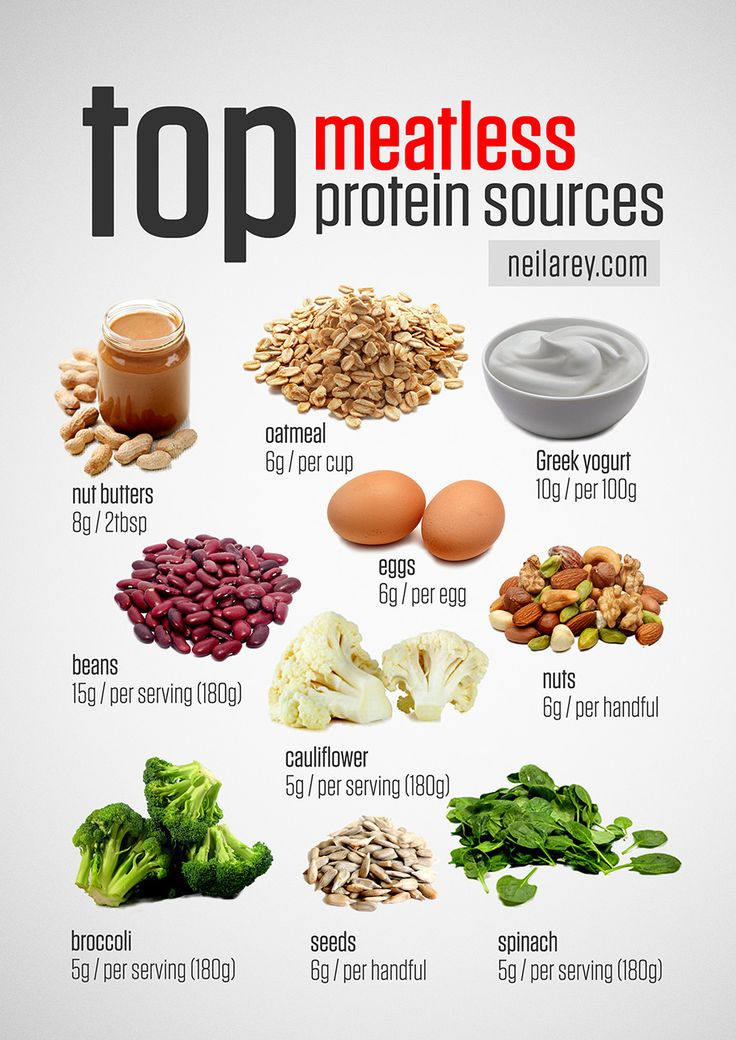 top meatless
protein sources
neilarey.com
oatmeal
6g / per cup
Greek yogurt
10g / per 100g
nut butters
8g / 2tbsp
eggs
6g / per egg
beans
15g / per serving (180g)
nuts
6g / per handful
cauliflower
5g / per serving (180g)
broccoli
5g / per serving (180g)
seeds
6g / per handful
spinach
5g / per serving (180g)